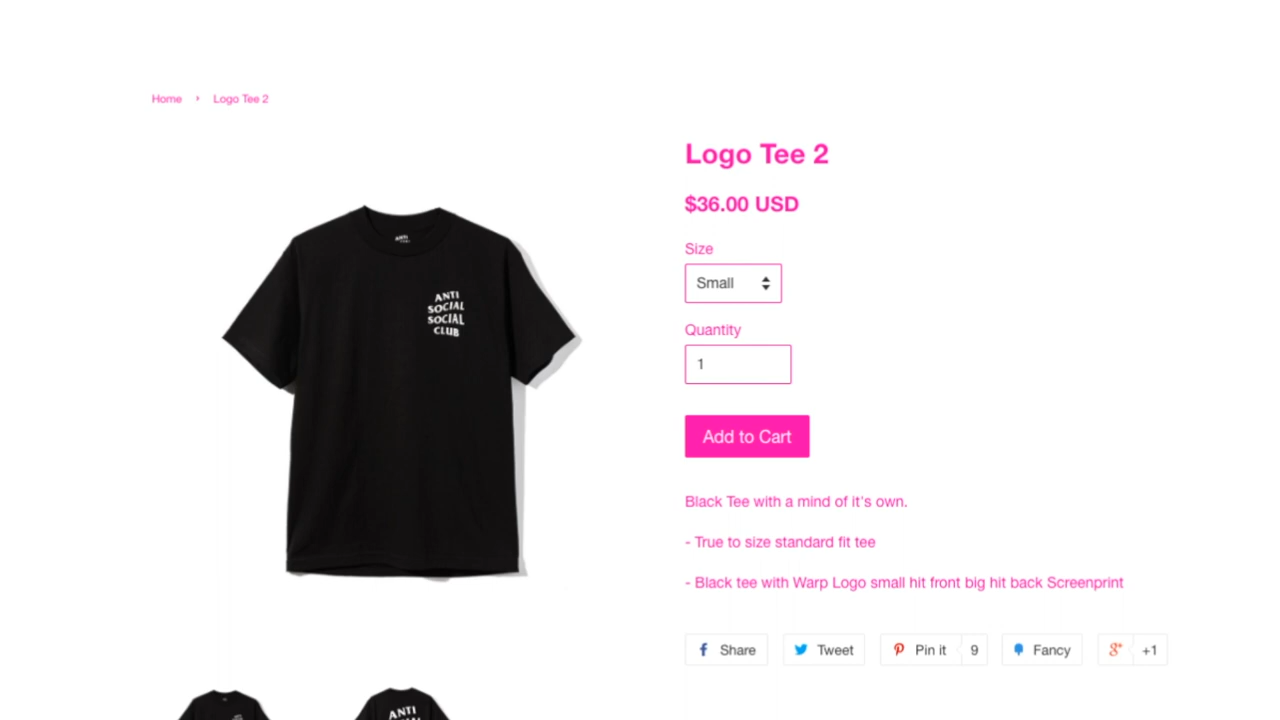 Home › Logo Tee 2
Logo Tee 2
$36.00 USD
Size
Small
Quantity
1
Add to Cart
ANTI
SOCIAL
SOCIAL
CLUB
Black Tee with a mind of it's own.
- True to size standard fit tee
- Black tee with Warp Logo small hit front big hit back Screenprint
Share Tweet Pin it 9 Fancy +1
ANTI